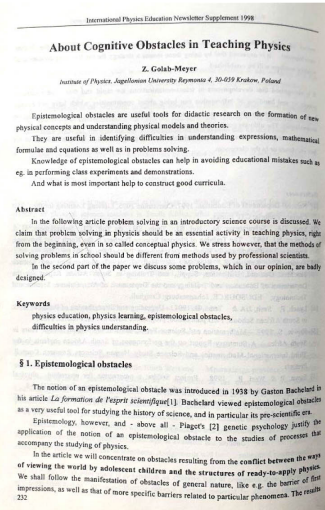 International Physics Education Newsletter Supplement 1998
About Cognitive Obstacles in Teaching Physics
Z. Gołab-Meyer
Institute of Physics, Jagellonian University Reymonta 4, 30-059 Krakow, Poland
Epistemological obstacles are useful tools for didactic research on the formation of new
physical concepts and understanding physical models and theories.
They are useful in identifying difficulties in understanding expressions, mathematical
formulae and equations as well as in problems solving.
Knowledge of epistemological obstacles can help in avoiding educational mistakes such as
eg. in performing class experiments and demonstrations.
And what is most important help to construct good curricula.
Abstract
In the following article problem solving in an introductory science course is discussed. We
claim that problem solving in physicis should be an essential activity in teaching physics, right
from the beginning, even in so called conceptual physics. We stress however, that the methods of
solving problems in school should be different from methods used by professional scientists.
In the second part of the paper we discuss some problems, which in our opinion, are badly
designed.
Keywords
physics education, physics learning, epistemological obstacles,
difficulties in physics understanding.
§ 1. Epistemological obstacles
The notion of an epistemological obstacle was introduced in 1938 by Gaston Bachelard in
his article La formation de l'esprit scientifique[1]. Bachelard viewed epistemological obstacles
as a very useful tool for studying the history of science, and in particular its pre-scientific era.
Epistemology, however, and - above all - Piaget's [2] genetic psychology justify the
application of the notion of an epistemological obstacle to the studies of processes that
accompany the studying of physics.
In the article we will concentrate on obstacles resulting from the conflict between the ways
of viewing the world by adolescent children and the structures of ready-to-apply physics.
We shall follow the manifestation of obstacles of general nature, like e.g. the barrier of first
impressions, as well as that of more specific barriers related to particular phenomena. The results
232